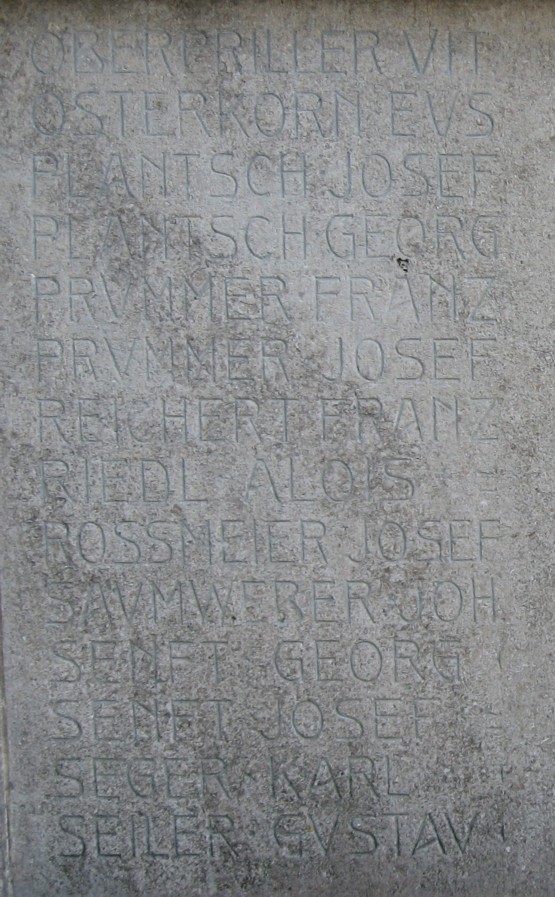 OBERPRILLER VIT
OSTERKORN EVS
PLANTSCH JOSEF
PLANTSCH GEORG
PRVMMER FRANZ
PRVMMER JOSEF
REICHERT FRANZ
RIEDL ALOIS
ROSSMEIER JOSEF
SAVMWEBER JOH
SENFT GEORG
SENFT JOSEF
SEGER KARL
SEILER GVSTAV